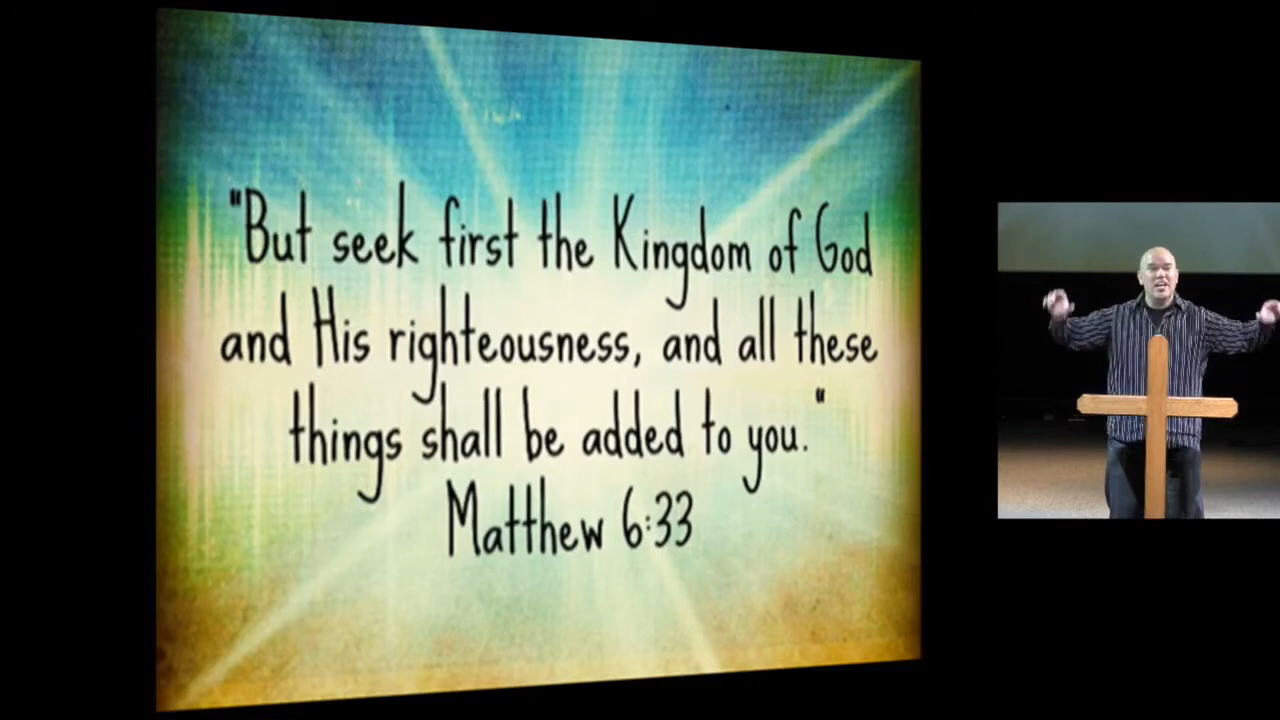 "But seek first the Kingdom of God
and His righteousness, and all these
things shall be added to you."
Matthew 6:33